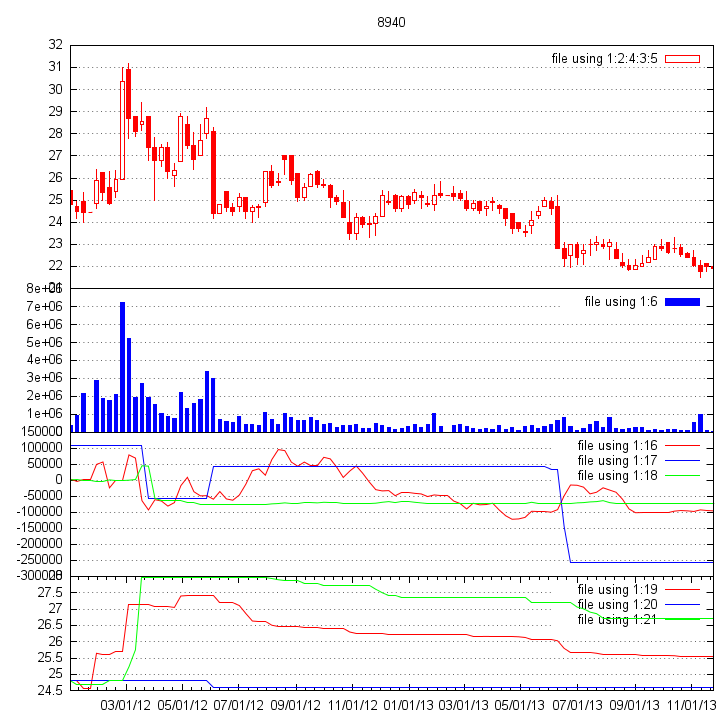 8940
32
file using 1:2:4:3:5
31
30
29
28
27
26
25
24
23
22
21
8e+06
file using 1:6
7e+06
6e+06
5e+06
4e+06
3e+06
2e+06
1e+06
0
150000
file using 1:16
100000
file using 1:17
50000
file using 1:18
0
-50000
-100000
-150000
-200000
-250000
-300000
28
file using 1:19
27.5
file using 1:20
27
file using 1:21
26.5
26
25.5
25
24.5
03/01/12 05/01/12 07/01/12 09/01/12 11/01/12 01/01/13 03/01/13 05/01/13 07/01/13 09/01/13 11/01/13